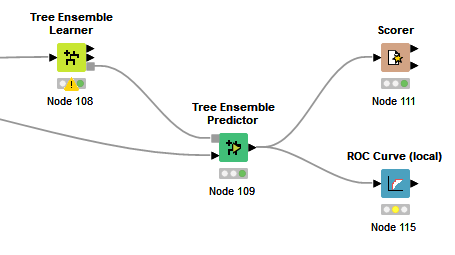 Tree Ensemble
Learner
Node 108
Tree Ensemble
Predictor
Node 109
Scorer
Node 111
ROC Curve (local)
Node 115